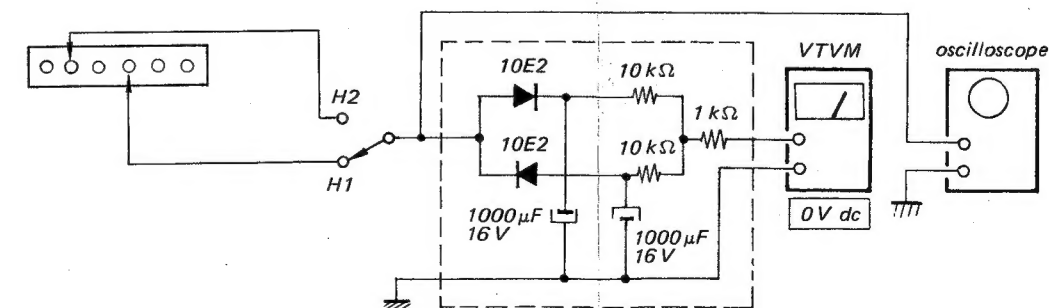 VTVM
oscilloscope
10E2
10 kΩ
H2
1 kΩ
10E2
10 kΩ
H1
1000 μF
16 V
1000 μF
16 V
0 V dc